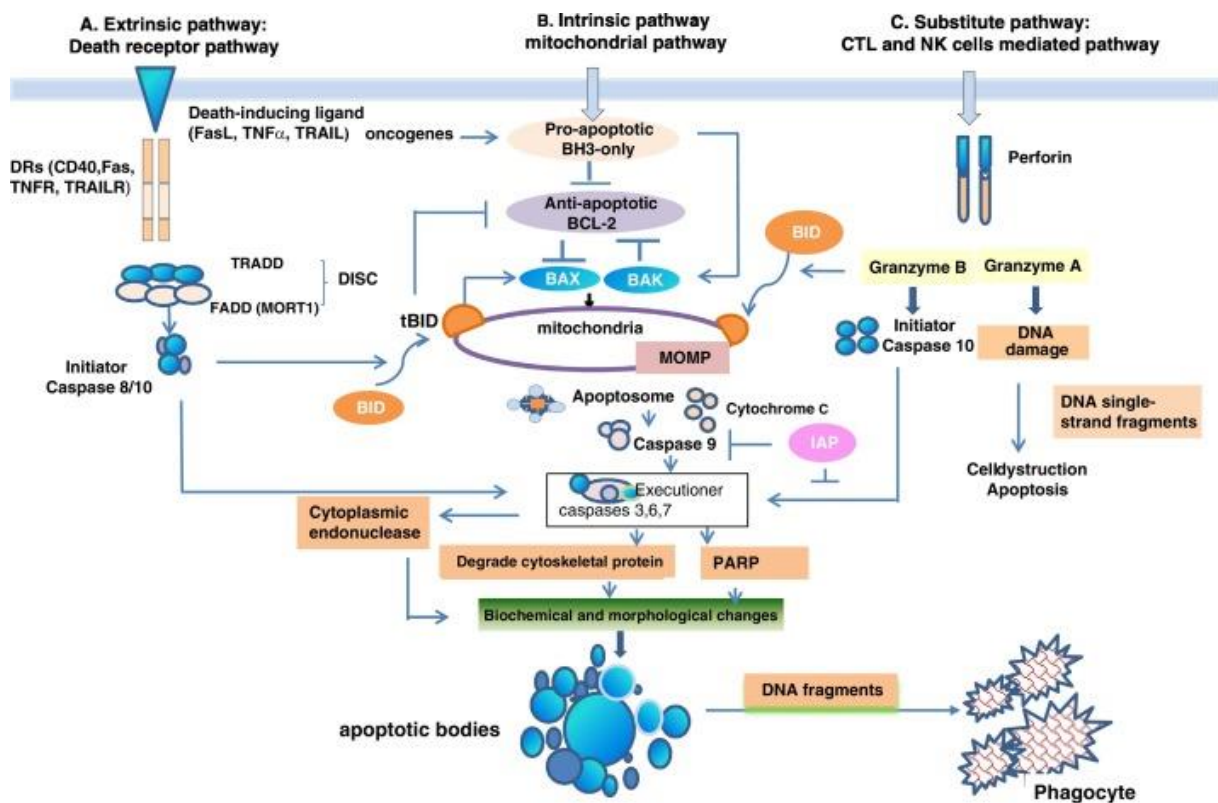 A. Extrinsic pathway:
Death receptor pathway
B. Intrinsic pathway
mitochondrial pathway
C. Substitute pathway:
CTL and NK cells mediated pathway
Death-inducing ligand
(FasL, TNFα, TRAIL)
oncogenes
Pro-apoptotic
BH3-only
DRs (CD40,Fas,
TNFR, TRAILR)
Perforin
Anti-apoptotic
BCL-2
BID
TRADD
FADD (MORT1)
DISC
BAX
BAK
Granzyme B
Granzyme A
tBID
mitochondria
MOMP
Initiator
Caspase 10
DNA
damage
Initiator
Caspase 8/10
BID
Apoptosome
Cytochrome C
Caspase 9
IAP
DNA single-
strand fragments
Celldystruction
Apoptosis
Executioner
caspases 3,6,7
Cytoplasmic
endonuclease
Degrade cytoskeletal protein
PARP
Biochemical and morphological changes
apoptotic bodies
DNA fragments
Phagocyte